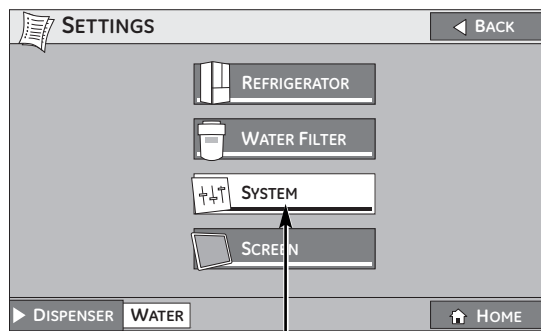 SETTINGS
BACK
REFRIGERATOR
WATER FILTER
SYSTEM
SCREEN
DISPENSER WATER
HOME